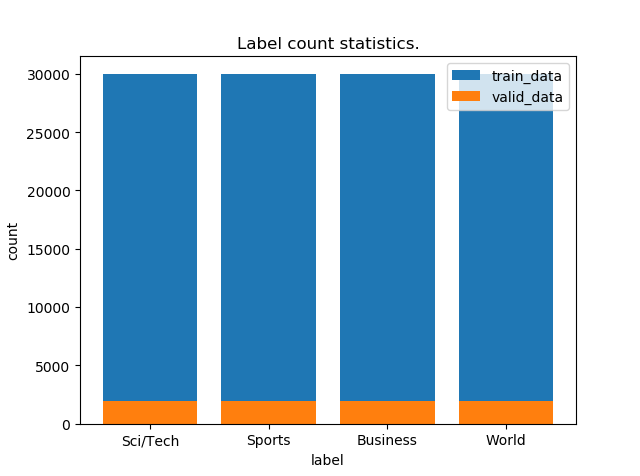 Label count statistics.
train_data
valid_data
30000
25000
20000
15000
10000
5000
0
count
Sci/Tech
Sports
Business
World
label